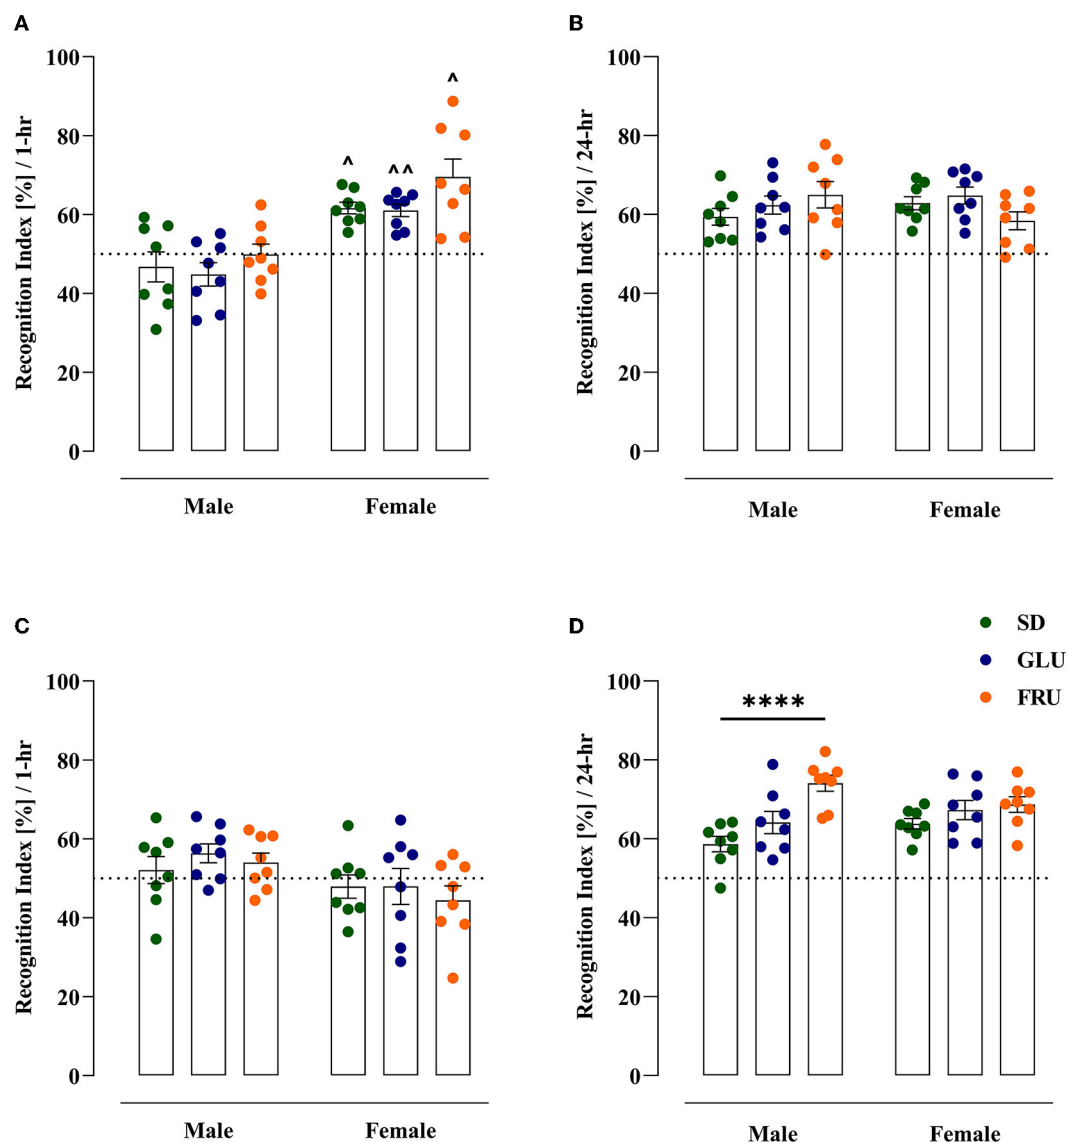 A
Recognition Index [%] / 1-hr
100
80
60
40
20
0
^
^^
^
Male
Female
B
Recognition Index [%] / 24-hr
100
80
60
40
20
0
Male
Female
C
Recognition Index [%] / 1-hr
100
80
60
40
20
0
Male
Female
D
SD
GLU
FRU
Recognition Index [%] / 24-hr
100
80
60
40
20
0
****
Male
Female